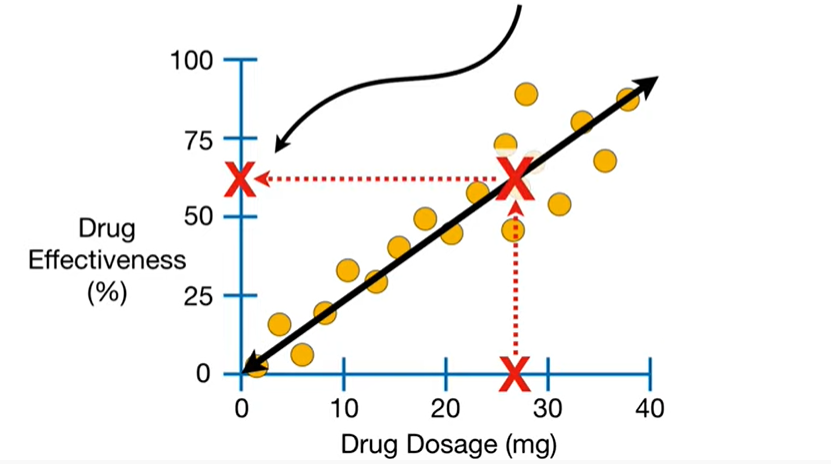 100
75
50
25
0
Drug
Effectiveness
(%)
X
X
X
0
10
20
30
40
Drug Dosage (mg)